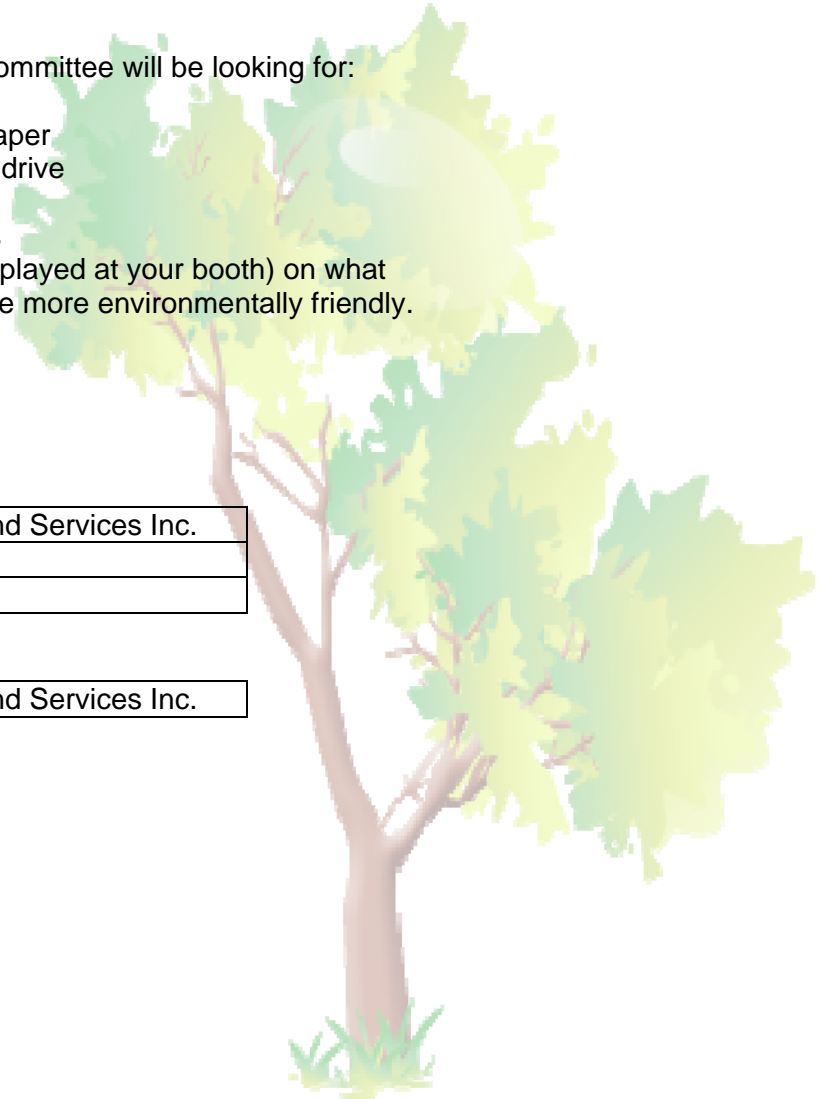 ommittee will be looking for:
aper
drive
played at your booth) on what
e more environmentally friendly.
nd Services Inc.
nd Services Inc.